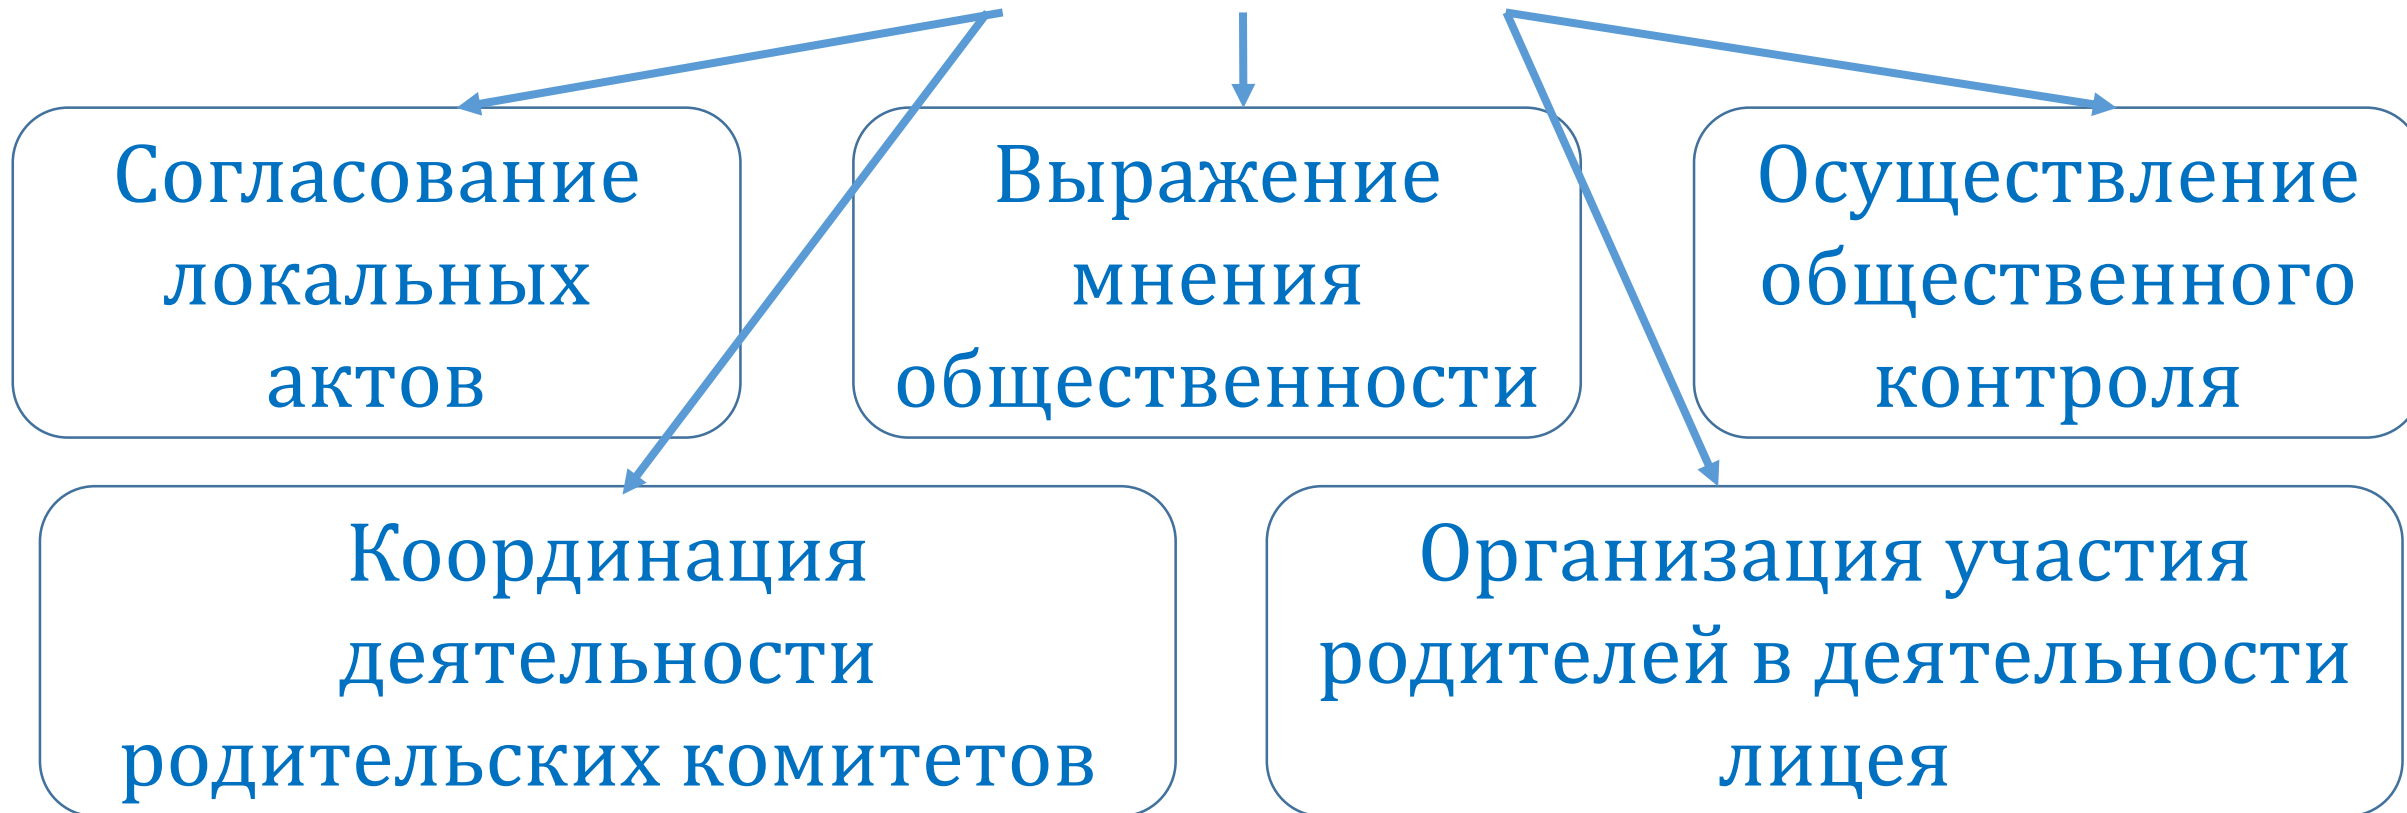 Согласование
локальных
актов
Выражение
мнения
общественности
Осуществление
общественного
контроля
Координация
деятельности
родительских комитетов
Организация участия
родителей в деятельности
лицея